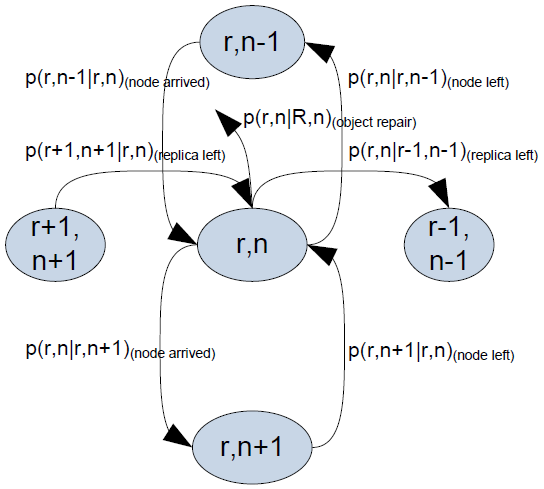 r,n-1
p(r,n-1|r,n)(node arrived)
p(r,n|r,n-1)(node left)
p(r,n|R,n)(object repair)
p(r+1,n+1|r,n)(replica left)
p(r,n|r-1,n-1)(replica left)
r+1,
n+1
r,n
r-1,
n-1
p(r,n|r,n+1)(node arrived)
p(r,n+1|r,n)(node left)
r,n+1